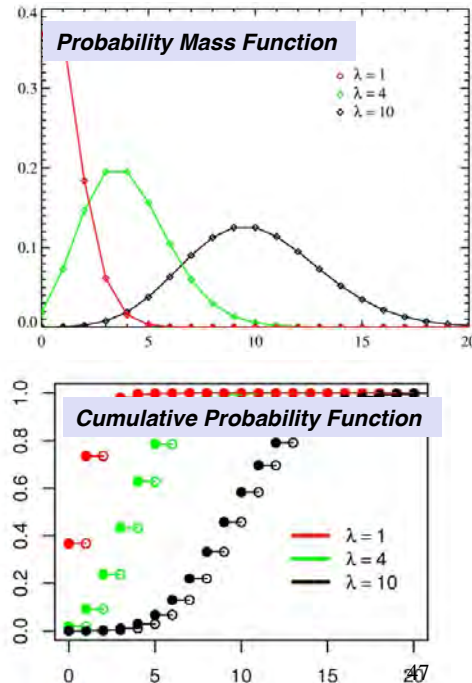 0.4
Probability Mass Function
λ = 1
λ = 4
λ = 10
0.3
0.2
0.1
0.0
0 5 10 15 20
1.0
Cumulative Probability Function
0.8
0.6
0.4
λ = 1
λ = 4
λ = 10
0.2
0.0
0 5 10 15 20
47